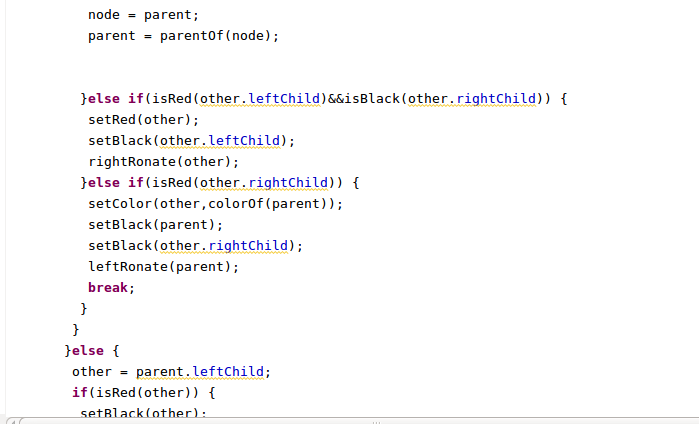 node = parent;
parent = parentOf(node);
}else if(isRed(other.leftChild)&&isBlack(other.rightChild)) {
setRed(other);
setBlack(other.leftChild);
rightRonate(other);
}else if(isRed(other.rightChild)) {
setColor(other,colorOf(parent));
setBlack(parent);
setBlack(other.rightChild);
leftRonate(parent);
break;
}
}
}else {
other = parent.leftChild;
if(isRed(other)) {
setBlack(other);